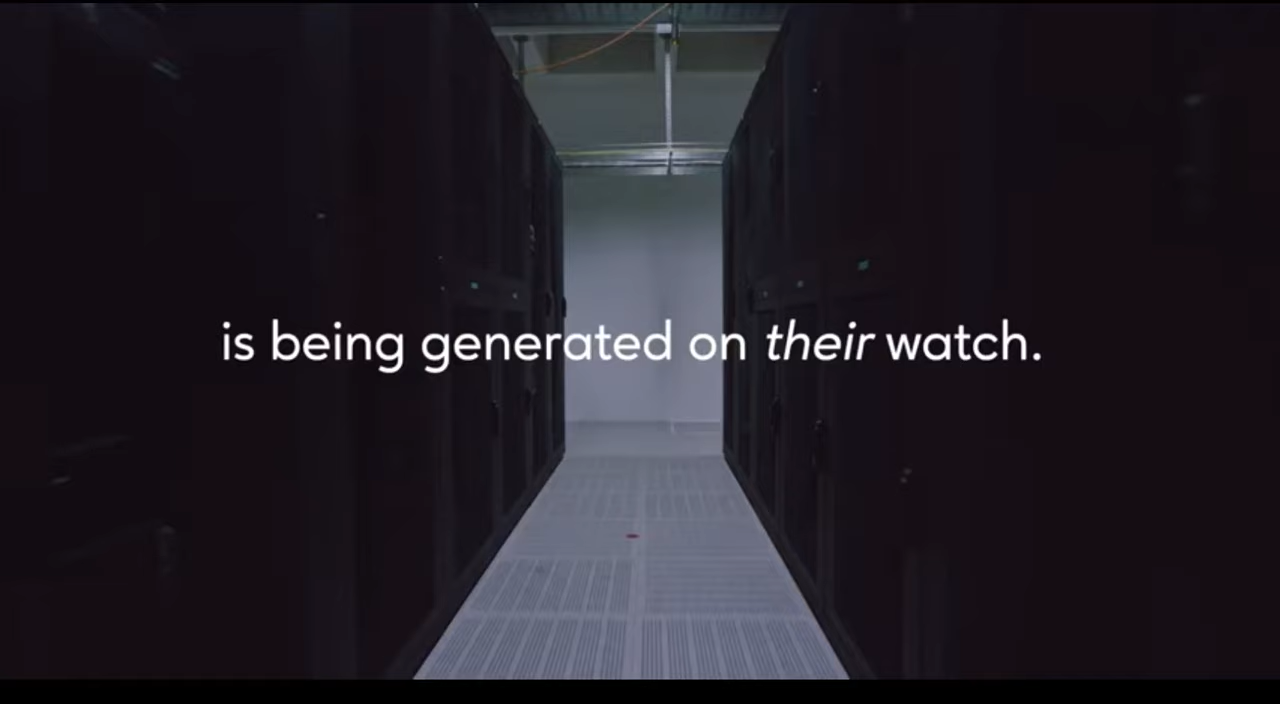 is being generated on their watch.